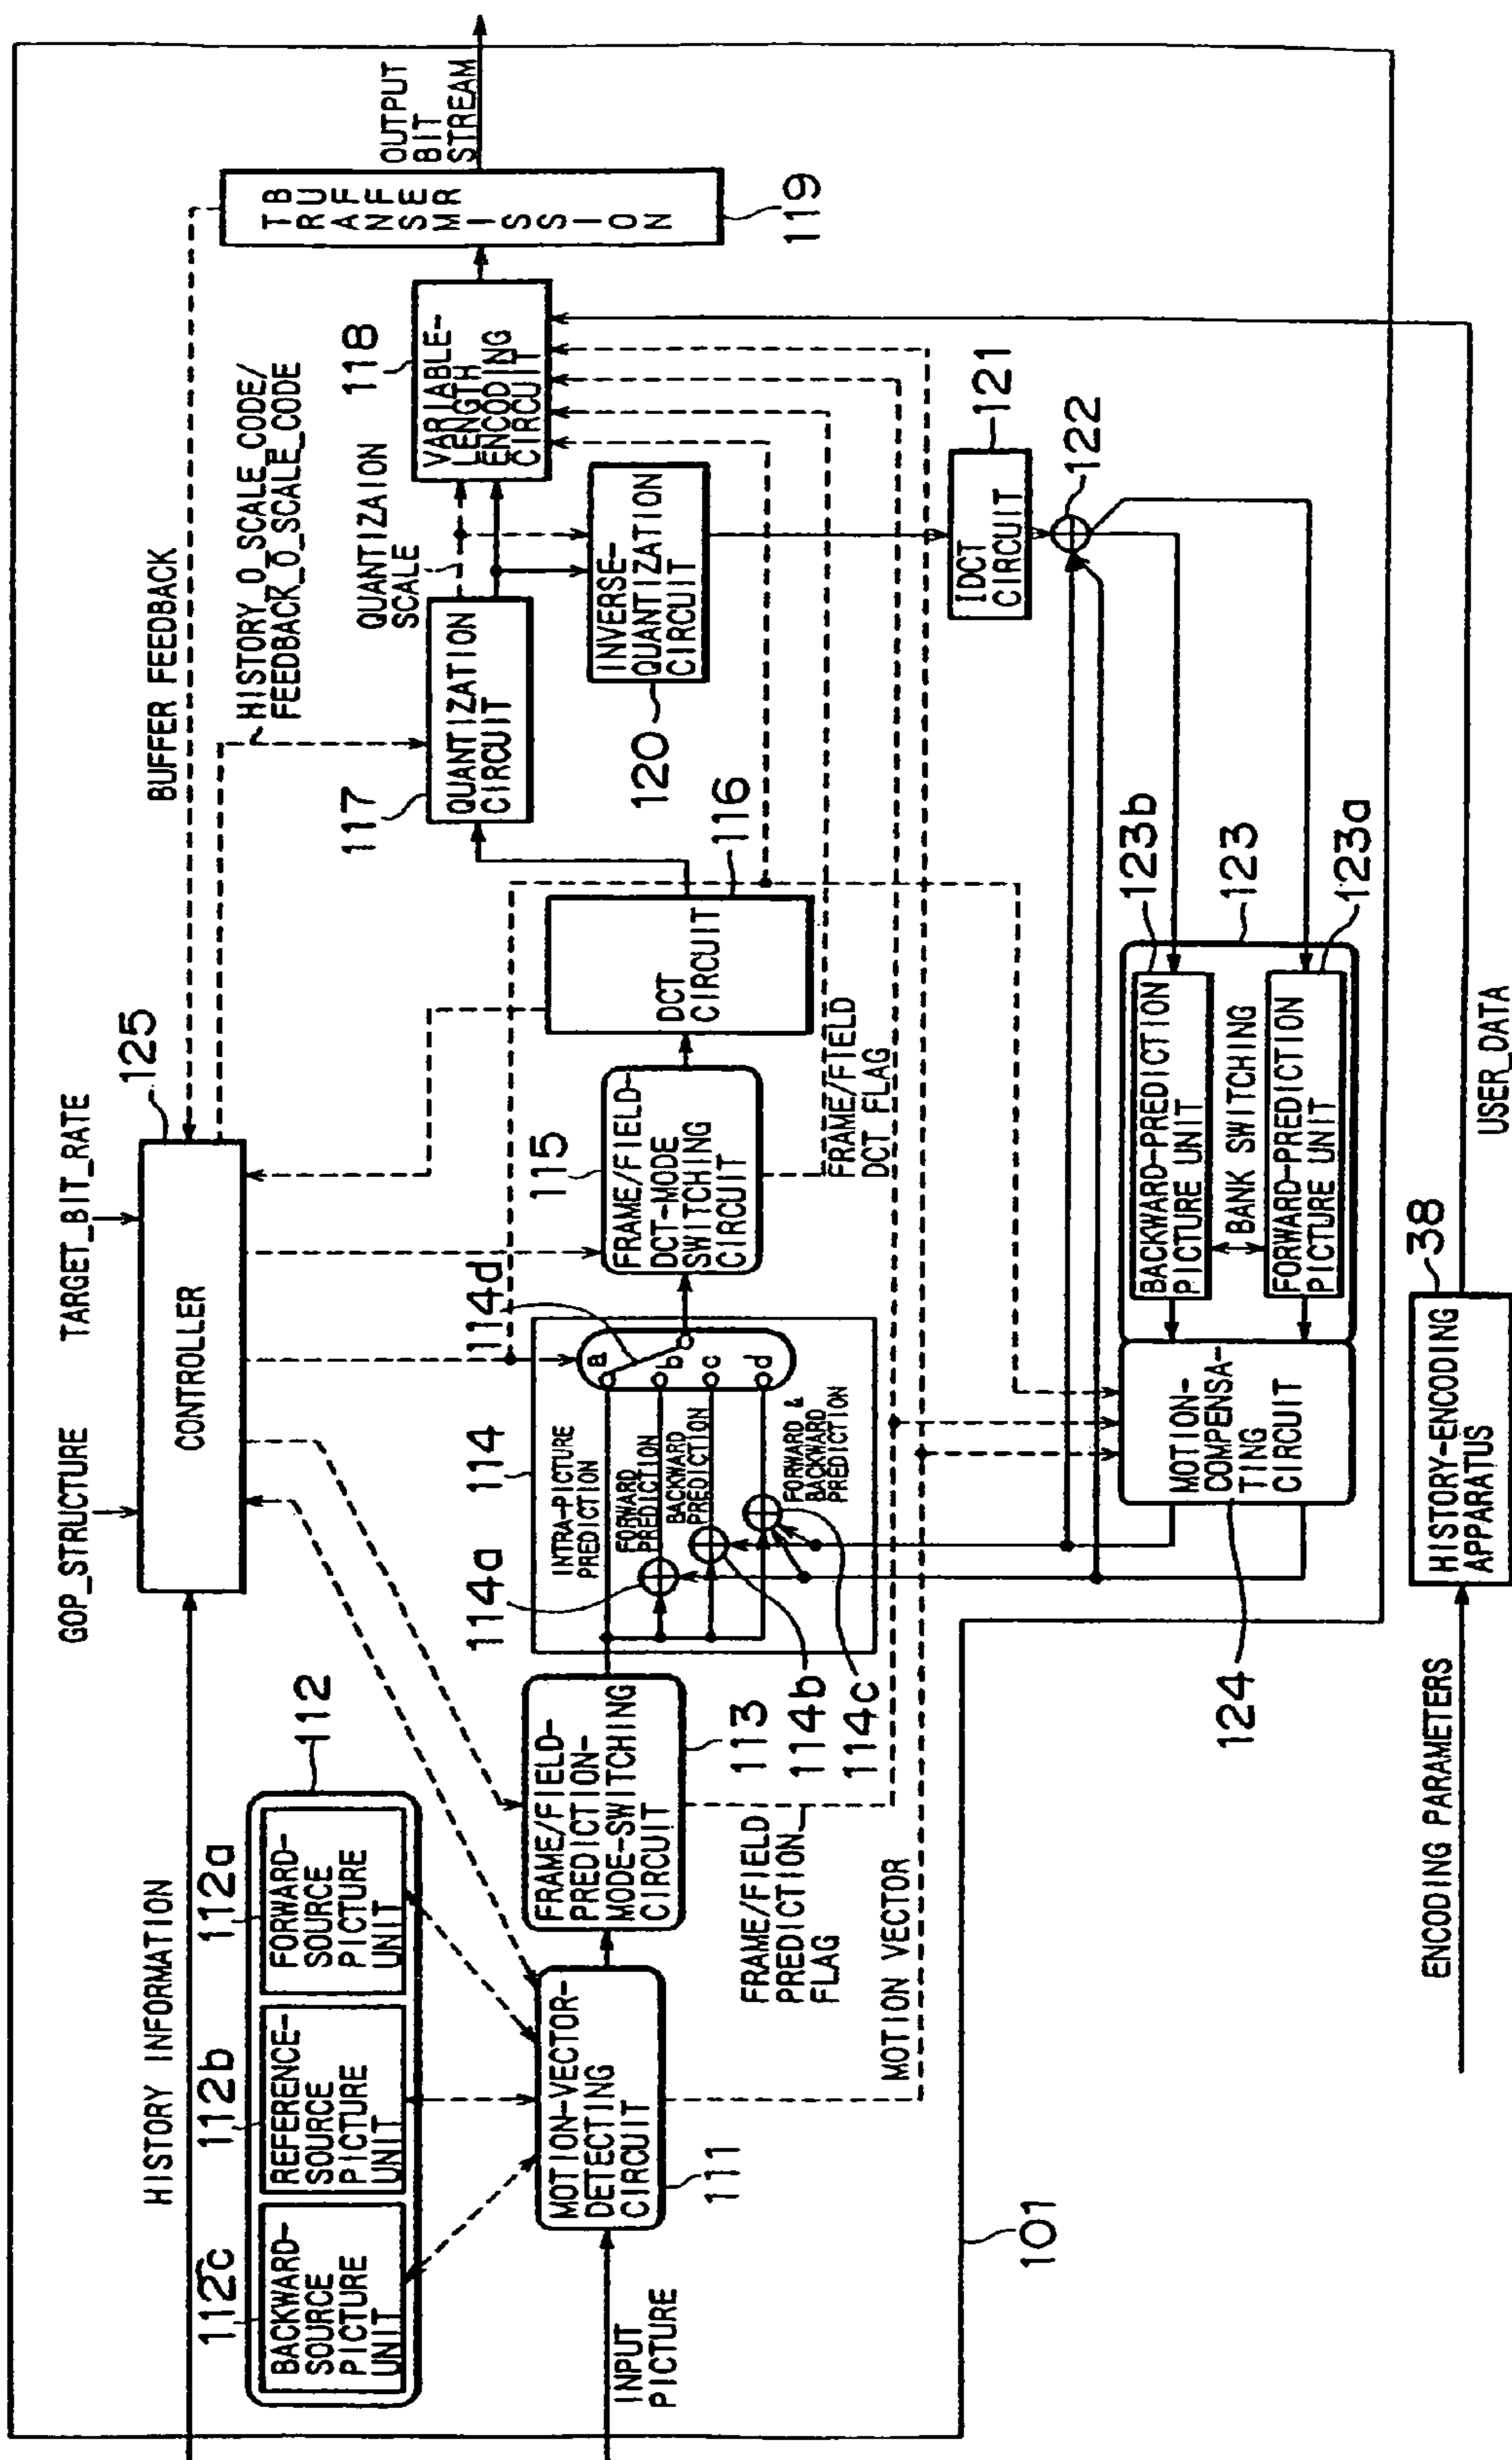 GOP_STRUCTURE
TARGET_BIT_RATE
HISTORY INFORMATION
CONTROLLER
125
BUFFER FEEDBACK
HISTORY_Q_SCALE_CODE/
FEEDBACK_Q_SCALE_CODE
112
112c
BACKWARD-
SOURCE
PICTURE
UNIT
112b
REFERENCE-
SOURCE
PICTURE
UNIT
112a
FORWARD-
SOURCE
PICTURE
UNIT
INPUT
PICTURE
MOTION-VECTOR-
DETECTING
CIRCUIT
111
FRAME/FIELD-
PREDICTION-
MODE-SWITCHING
CIRCUIT
113
114
114a
114b
114c
114d
INTRA-PICTURE
PREDICTION
FORWARD
PREDICTION
BACKWARD
PREDICTION
FORWARD &
BACKWARD
PREDICTION
a
b
c
d
115
FRAME/FIELD-
DCT-MODE
SWITCHING
CIRCUIT
DCT
CIRCUIT
116
117
QUANTIZATION
CIRCUIT
QUANTIZAION
SCALE
118
VARIABLE-
LENGTH
ENCODING
CIRCUIT
TRANSMISSION
BUFFER
119
OUTPUT
BIT
STREAM
INVERSE-
QUANTIZATION
CIRCUIT
120
FRAME/FIELD
PREDICTION
FLAG
FRAME/FIELD
DCT FLAG
MOTION VECTOR
IDCT
CIRCUIT
121
122
123
123b
BACKWARD-PREDICTION
PICTURE UNIT
BANK SWITCHING
FORWARD-PREDICTION
PICTURE UNIT
123a
MOTION-
COMPENSA-
TING
CIRCUIT
124
101
ENCODING PARAMETERS
HISTORY-ENCODING
APPARATUS
38
USER_DATA